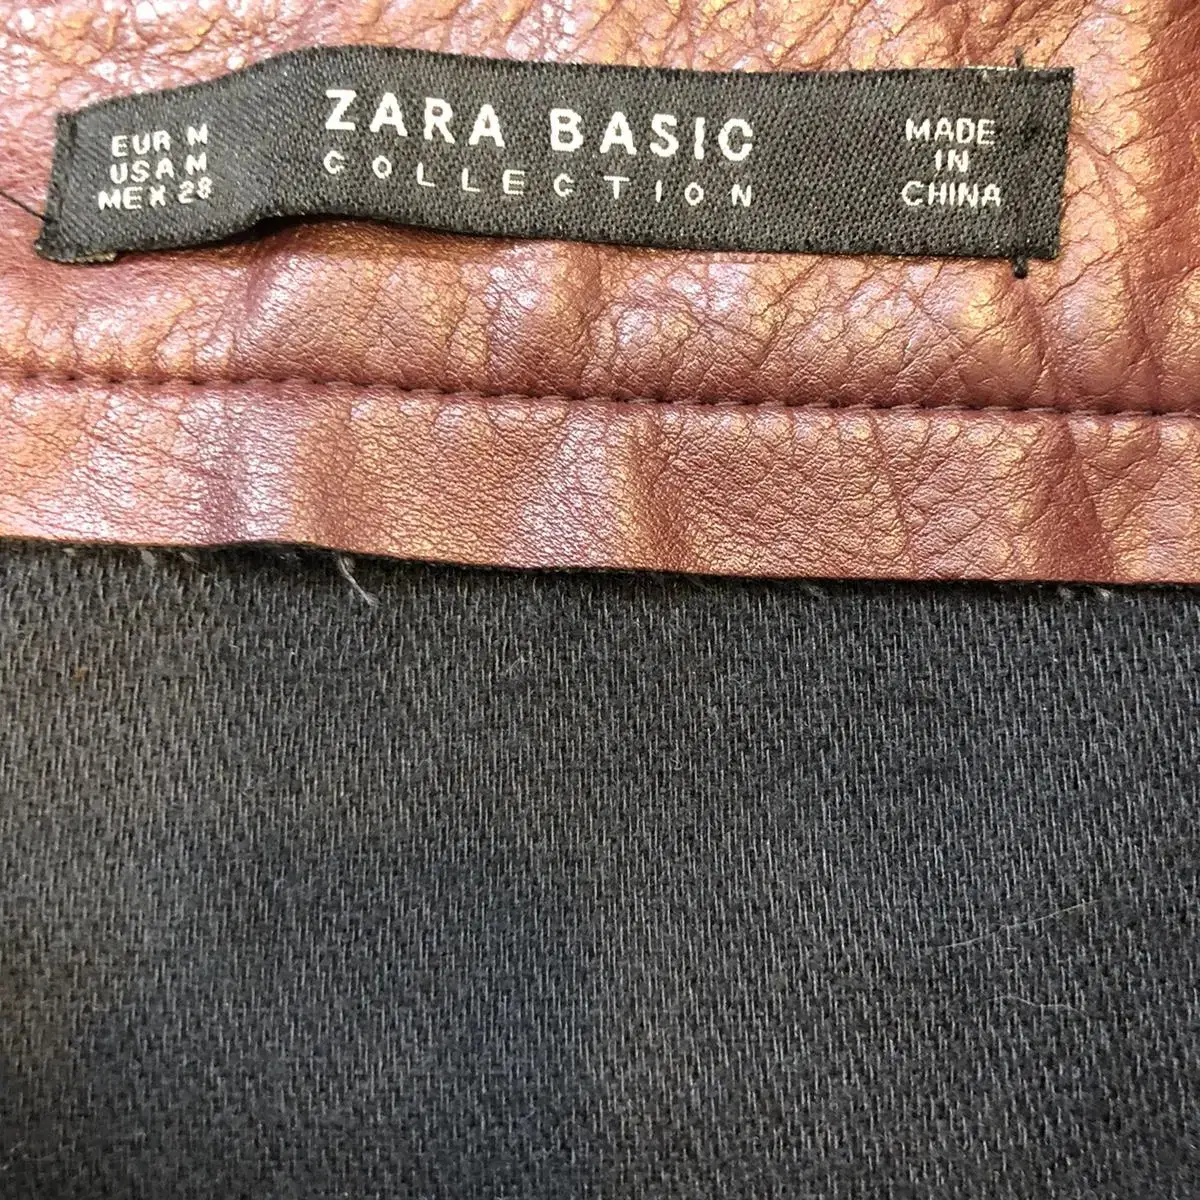 EUR M
USA M
MEX 28
ZARA BASIC
COLLECTION
MADE
IN
CHINA